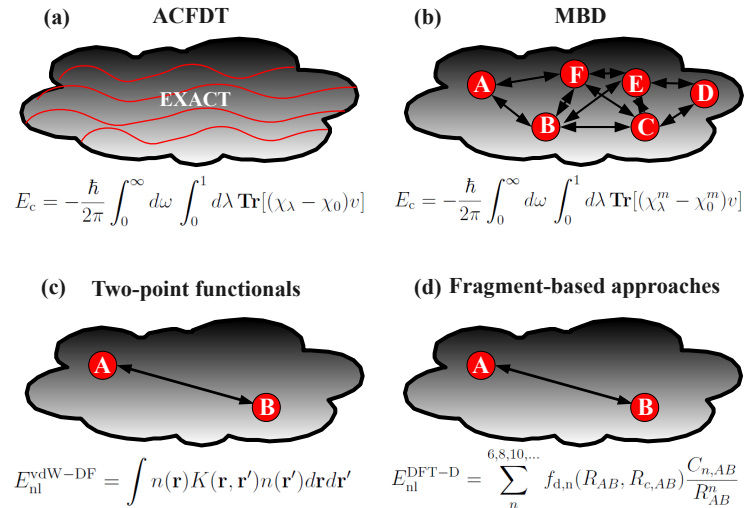 (a) ACFDT
EXACT
E_c = −ħ/2π ∫_0^∞ dω ∫_0^1 dλ Tr[(χ_λ − χ_0)v]
(b) MBD
A F E D B C
E_c = −ħ/2π ∫_0^∞ dω ∫_0^1 dλ Tr[(χ_λ^m − χ_0^m)v]
(c) Two-point functionals
A
B
E_nl^vdW−DF = ∫ n(r)K(r, r′)n(r′)drdr′
(d) Fragment-based approaches
A
B
E_nl^DFT−D = ∑_n^6,8,10,... f_d,n(R_AB, R_c,AB) C_n,AB/R_AB^n